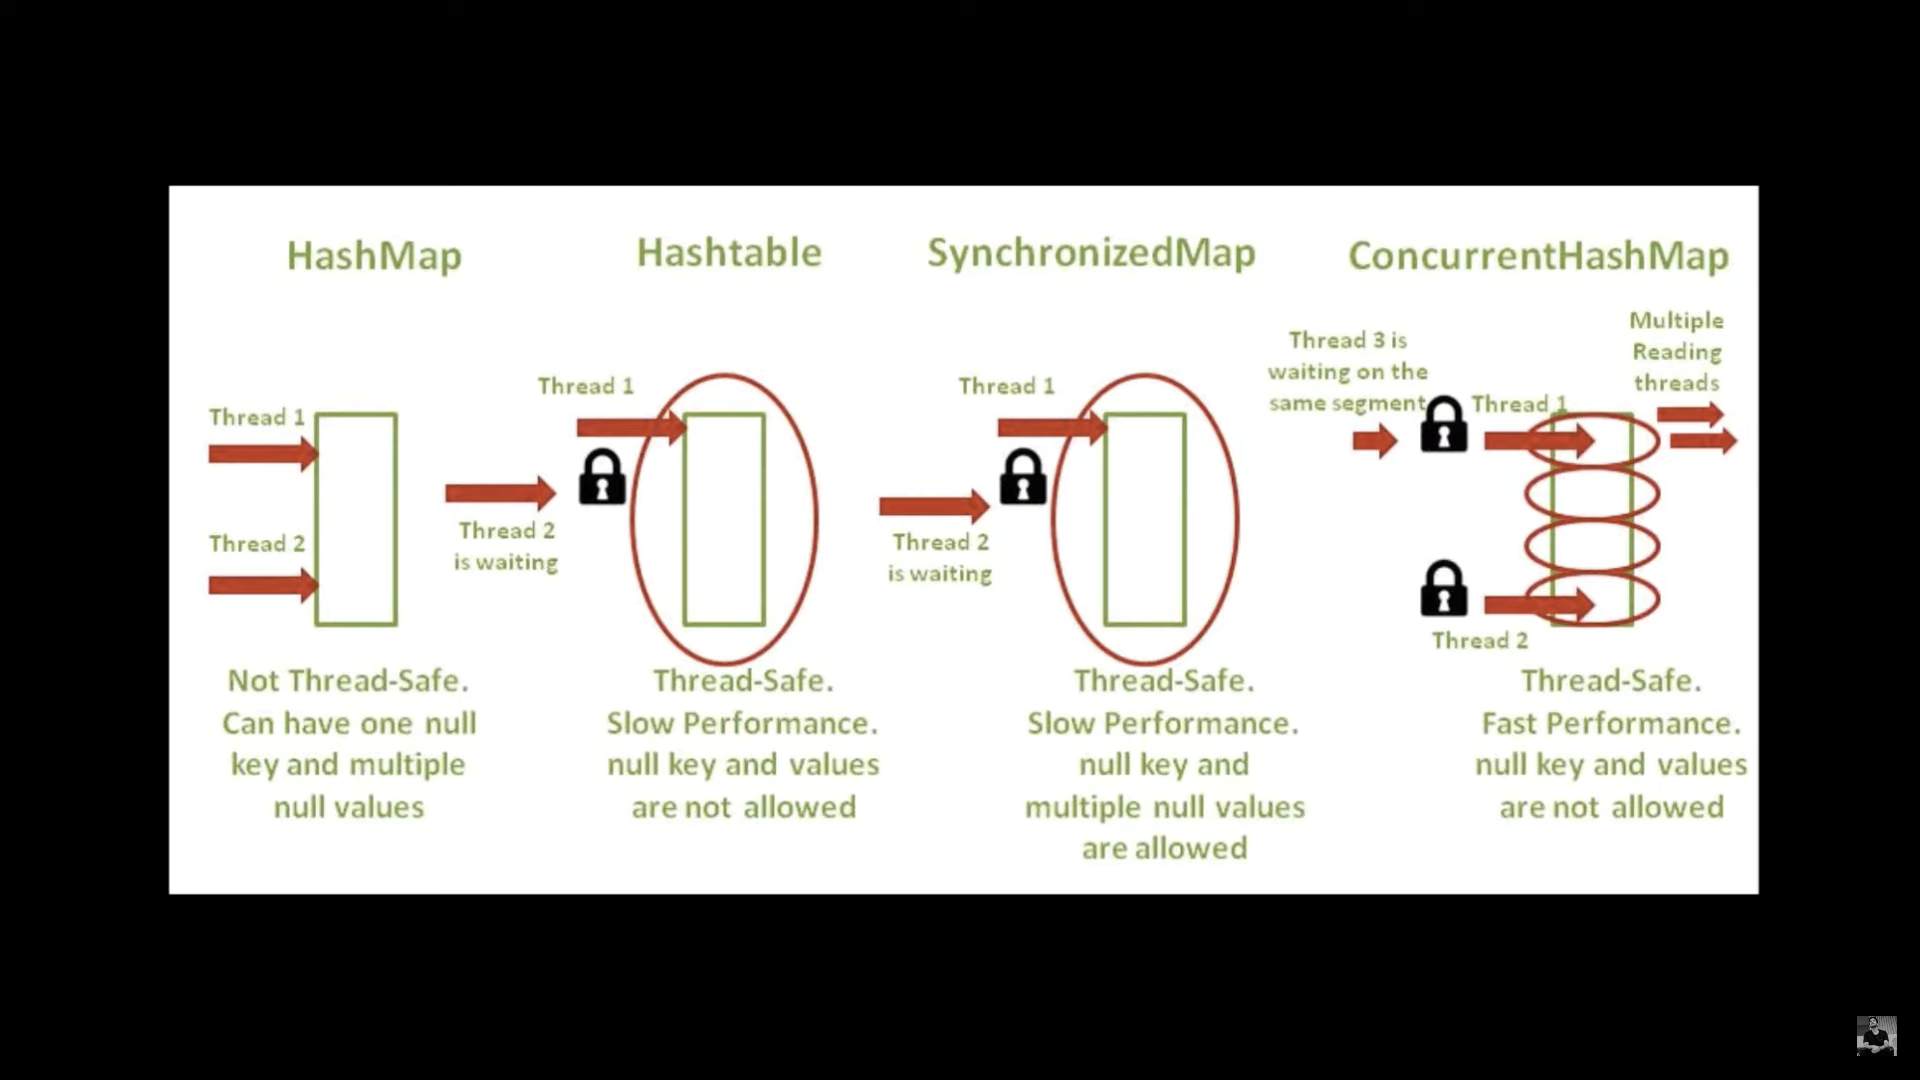 HashMap
Thread 1
Thread 2
Not Thread-Safe.
Can have one null
key and multiple
null values
Hashtable
Thread 1
Thread 2
is waiting
Thread-Safe.
Slow Performance.
null key and values
are not allowed
SynchronizedMap
Thread 1
Thread 2
is waiting
Thread-Safe.
Slow Performance.
null key and
multiple null values
are allowed
ConcurrentHashMap
Thread 3 is
waiting on the
same segment
Thread 1
Multiple
Reading
threads
Thread 2
Thread-Safe.
Fast Performance.
null key and values
are not allowed